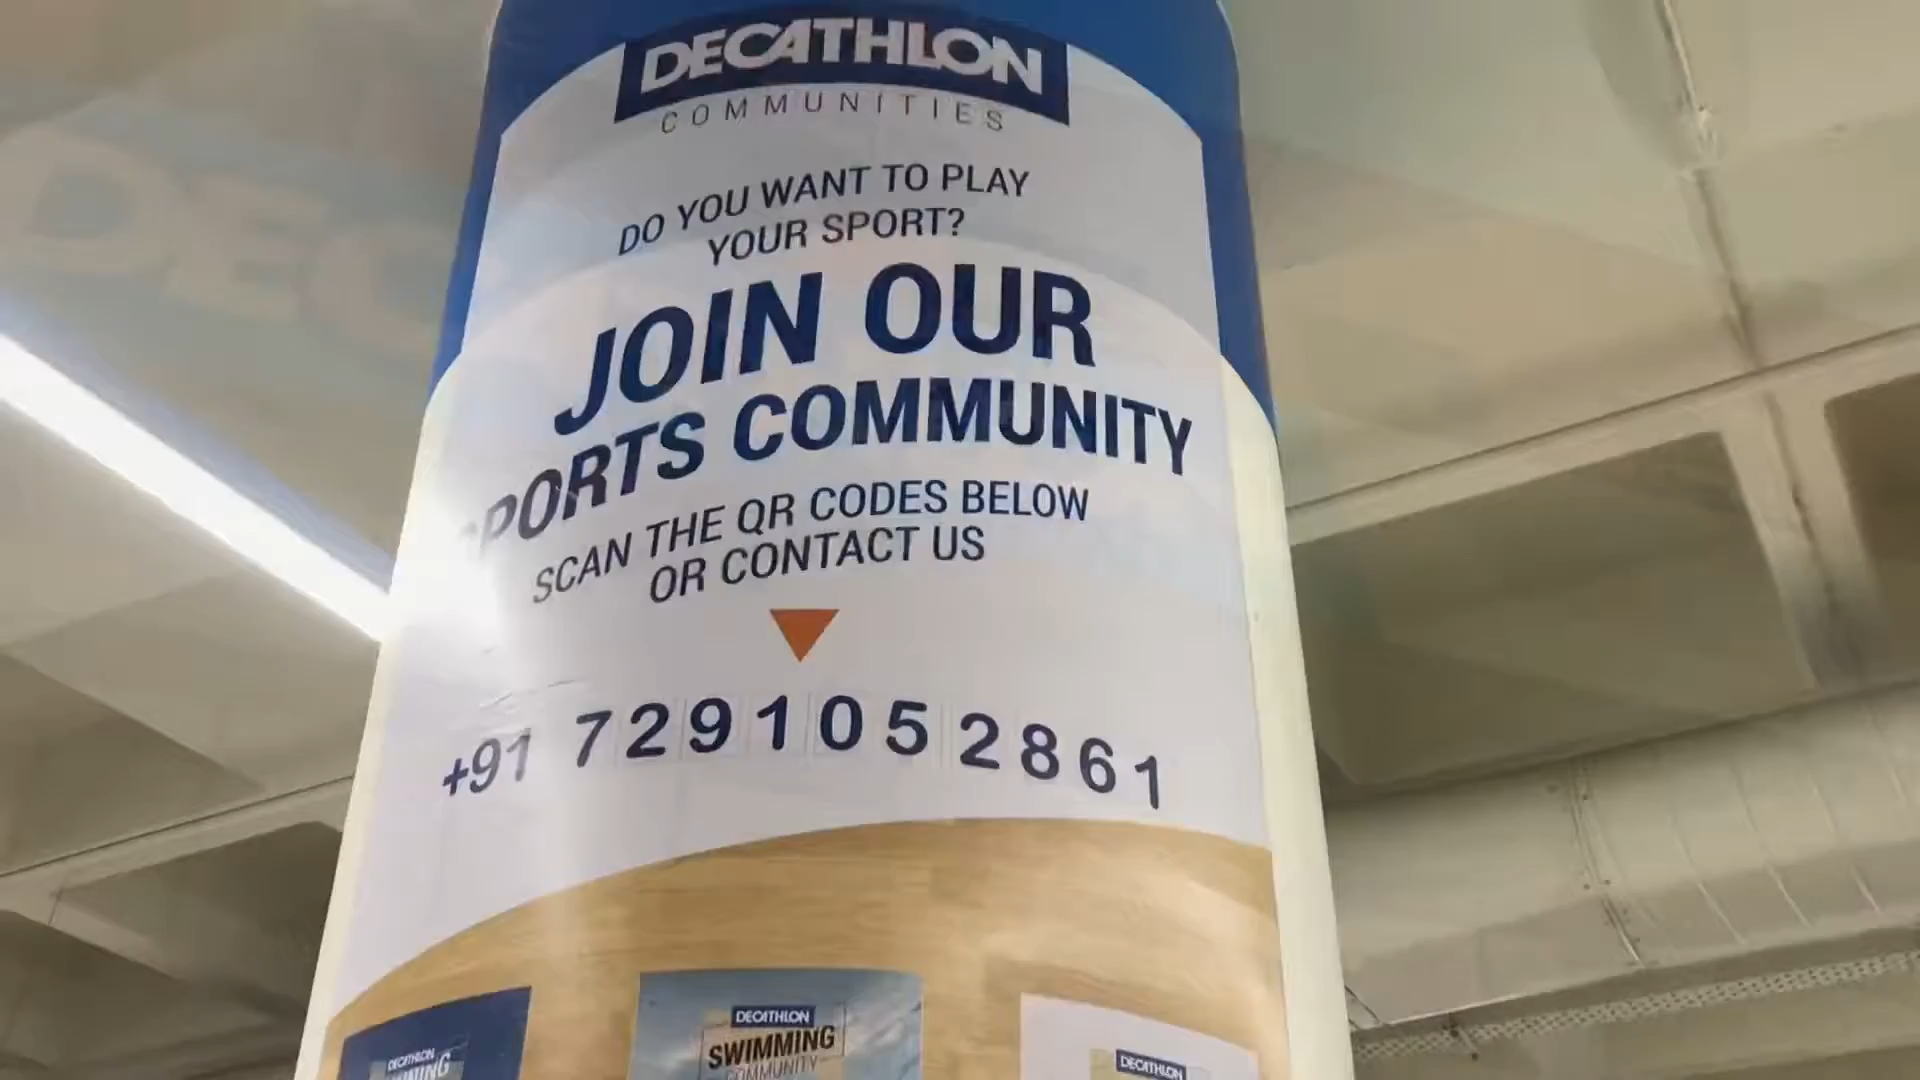 DECATHLON
COMMUNITIES
DO YOU WANT TO PLAY
YOUR SPORT?
JOIN OUR
SPORTS COMMUNITY
SCAN THE QR CODES BELOW
OR CONTACT US
+91 7291052861
DECATHLON
DECATHLON
SWIMMING
COMMUNITY
DECATHLON